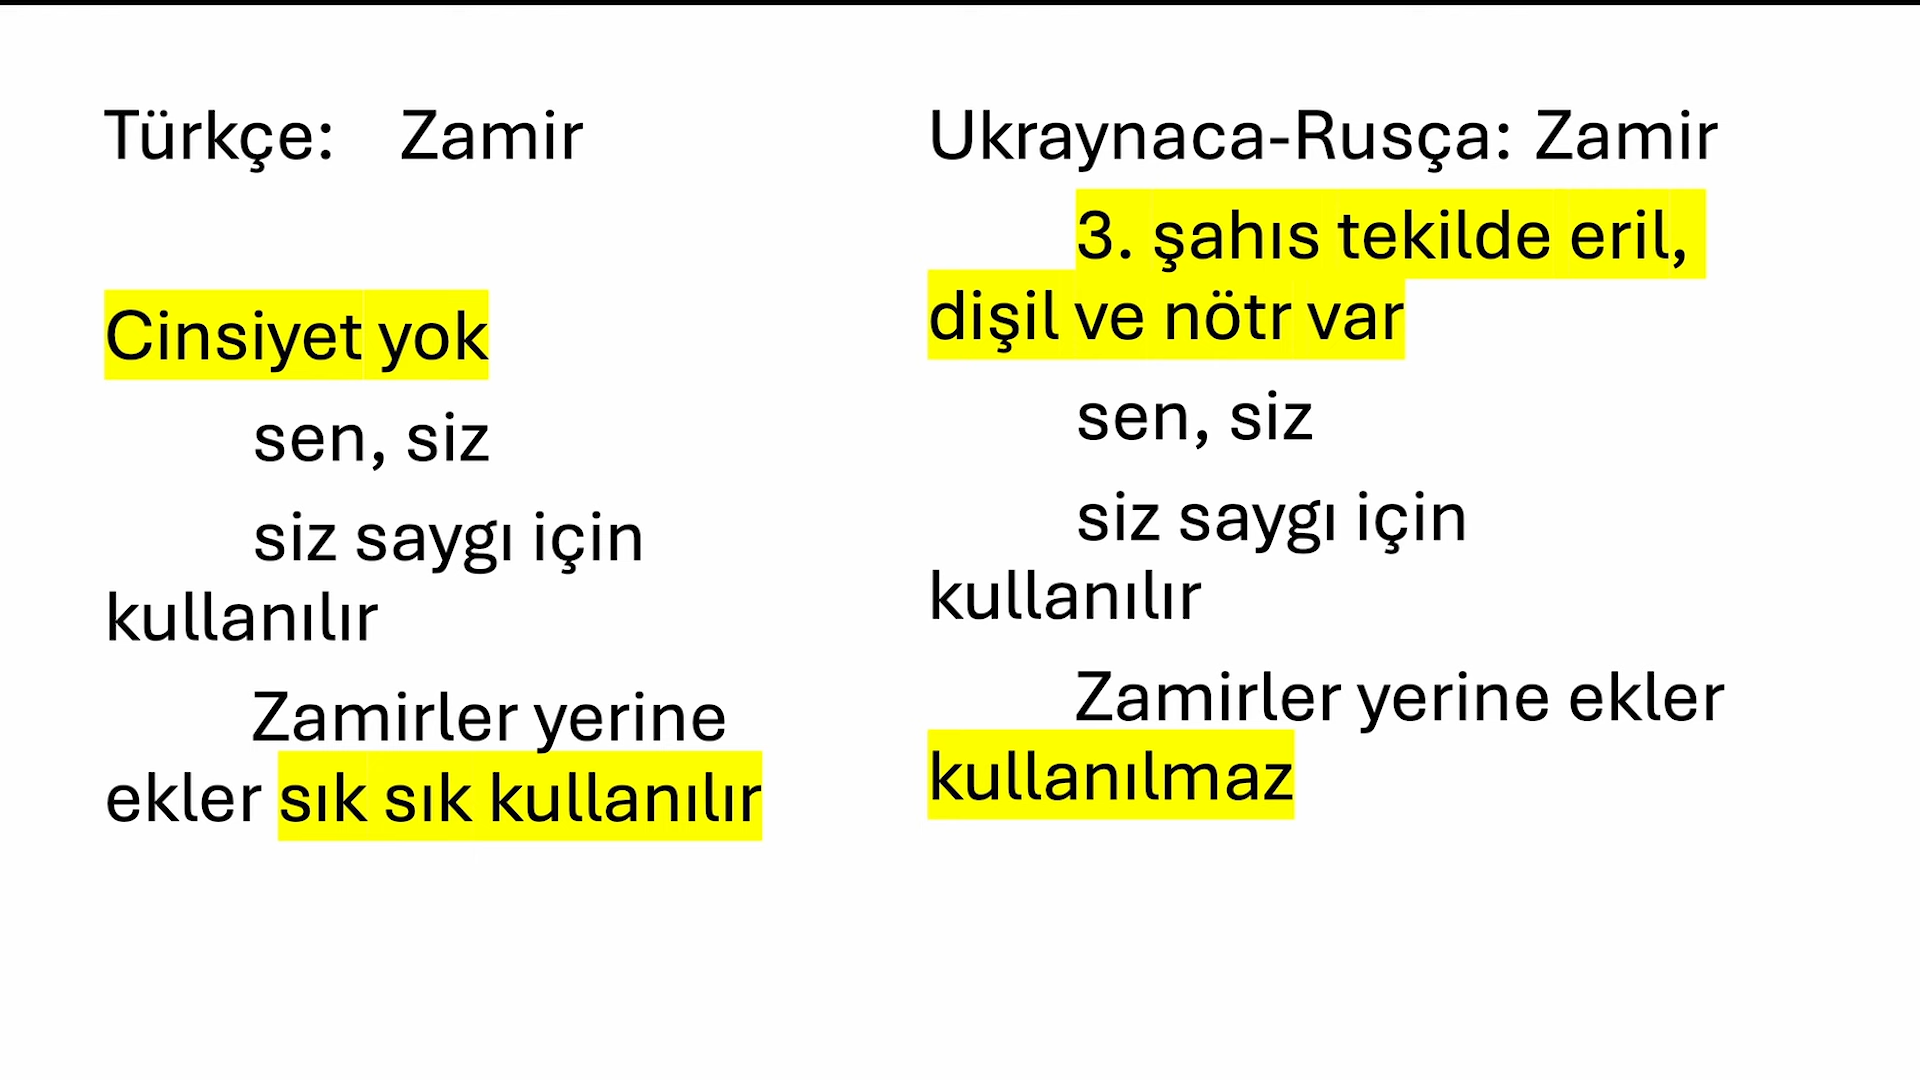 Türkçe: Zamir
Cinsiyet yok
sen, siz
siz saygı için
kullanılır
Zamirler yerine
ekler sık sık kullanılır
Ukraynaca-Rusça: Zamir
3. şahıs tekilde eril,
dişil ve nötr var
sen, siz
siz saygı için
kullanılır
Zamirler yerine ekler
kullanılmaz